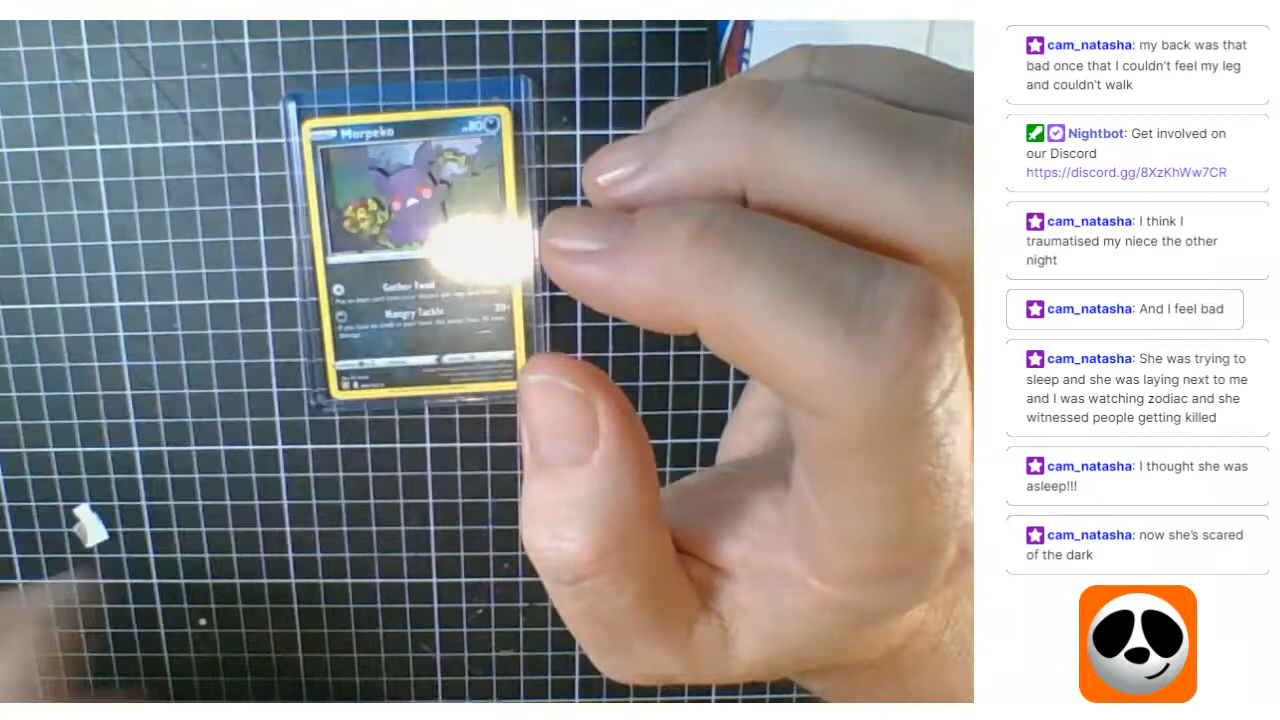 Morpeko
80
Gather Food
Hungry Tackle
20+
cam_natasha: my back was that
bad once that I couldn't feel my leg
and couldn't walk
Nightbot: Get involved on
our Discord
https://discord.gg/8XzKhWw7CR
cam_natasha: I think I
traumatised my niece the other
night
cam_natasha: And I feel bad
cam_natasha: She was trying to
sleep and she was laying next to me
and I was watching zodiac and she
witnessed people getting killed
cam_natasha: I thought she was
asleep!!!
cam_natasha: now she's scared
of the dark